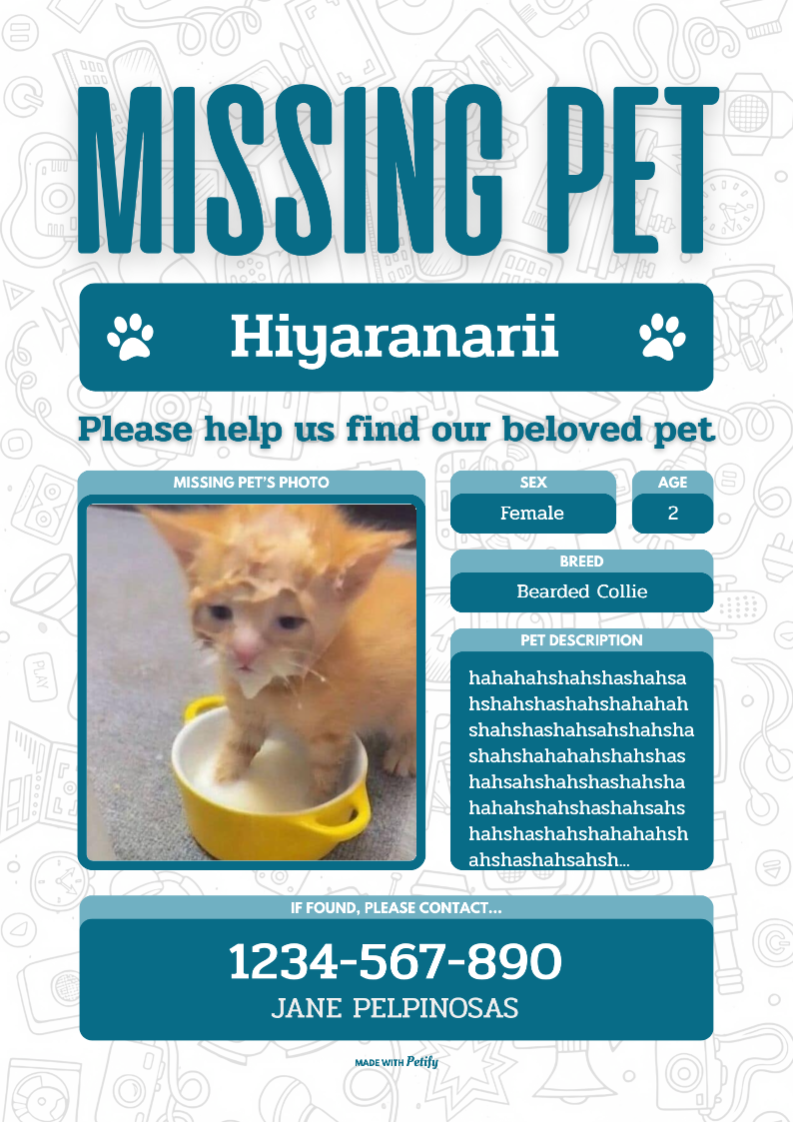 MISSING PET
Hiyaranarii
Please help us find our beloved pet.
MISSING PET'S PHOTO
SEX
Female
AGE
2
BREED
Bearded Collie
PET DESCRIPTION
hahahahshahshashahsa
hshahshashahshahahah
shahshashahsahshahsha
shahshahahahshahshas
hahsahshahshashahsha
hahahshahshashahsahs
hahshashahshahahahsh
ahshashahsahsh...
IF FOUND, PLEASE CONTACT...
1234-567-890
JANE PELPINOSAS
MADE WITH Petify
PLAY